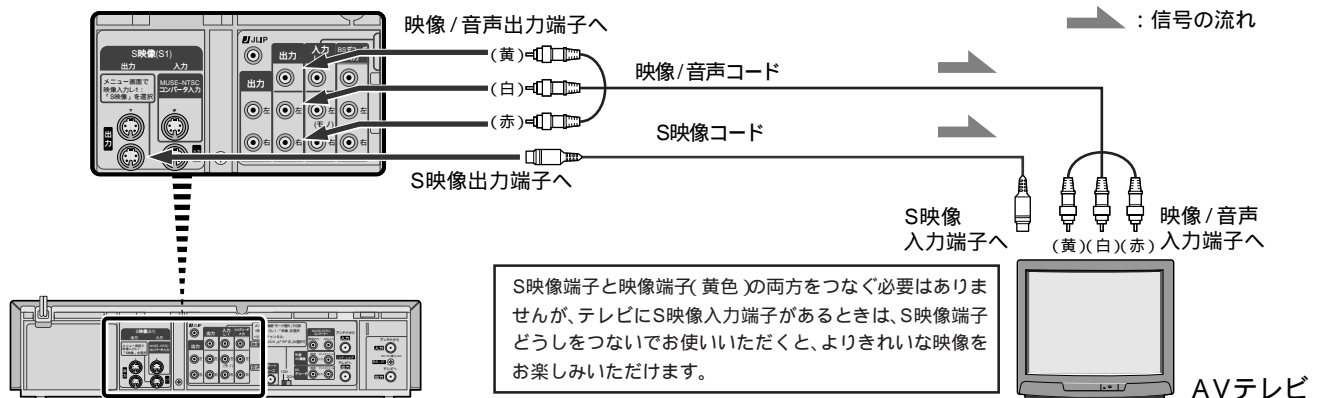 映像/音声出力端子へ
：信号の流れ
S映像(S1)
出力 入力
メニュー画面で
映像入力L-1：
「S映像」を選択
MUSE-NTSC
コンバータ入力
出力
JLIP
出力
入力
出力
左
左
左
左
(モノ)
右
右
右
右
(黄)
(白)
(赤)
映像/音声コード
S映像コード
S映像出力端子へ
S映像
入力端子へ
(黄)(白)(赤)
映像/音声
入力端子へ
S映像端子と映像端子(黄色)の両方をつなぐ必要はありま
せんが、テレビにS映像入力端子があるときは、S映像端子
どうしをつないでお使いいただくと、よりきれいな映像を
お楽しみいただけます。
AVテレビ